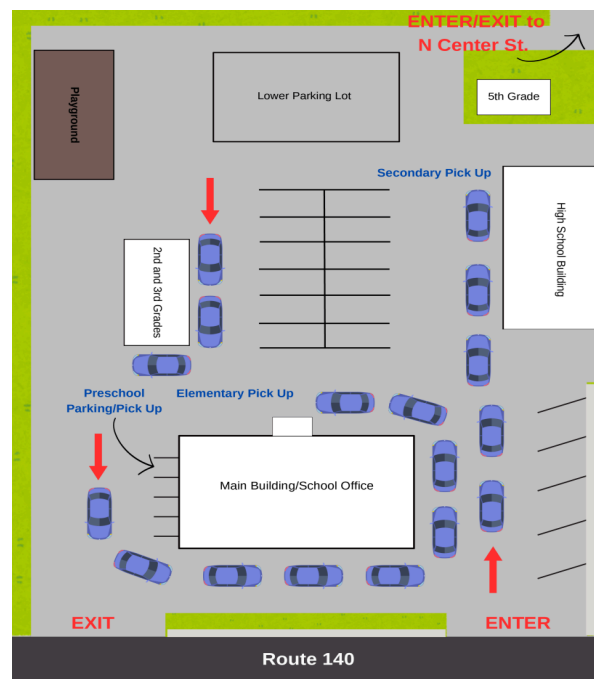 ENTER/EXIT to
N Center St.
Playground
Lower Parking Lot
5th Grade
Secondary Pick Up
High School Building
2nd and 3rd Grades
Preschool
Parking/Pick Up
Elementary Pick Up
Main Building/School Office
EXIT
ENTER
Route 140